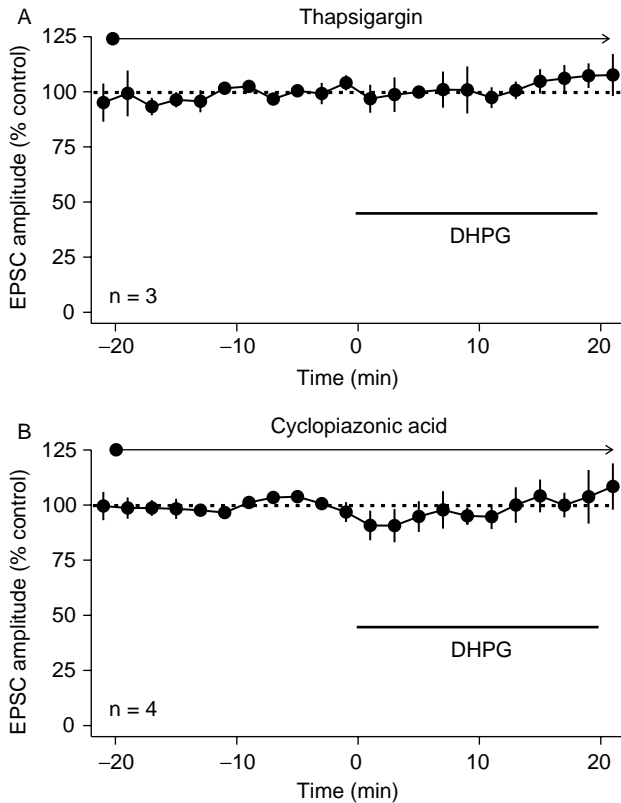 A
Thapsigargin
125
100
75
50
25
0
EPSC amplitude (% control)
DHPG
n = 3
−20
−10
0
10
20
Time (min)
B
Cyclopiazonic acid
125
100
75
50
25
0
EPSC amplitude (% control)
DHPG
n = 4
−20
−10
0
10
20
Time (min)